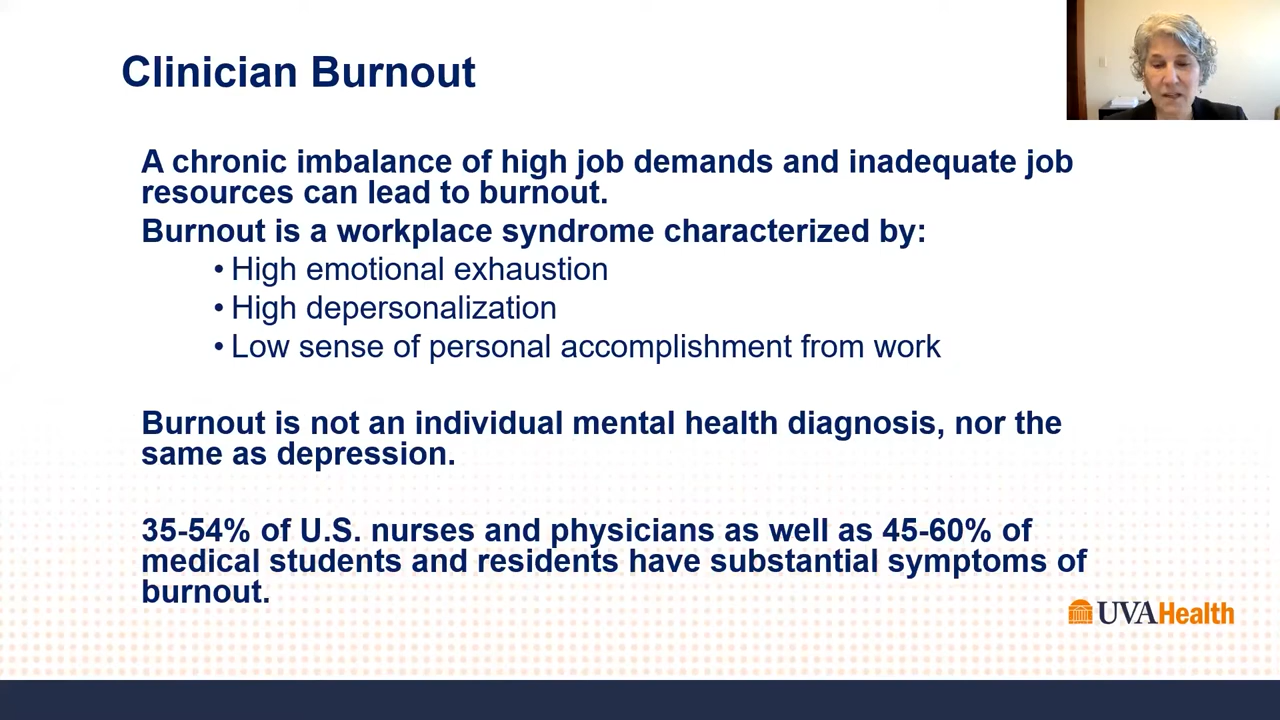 Clinician Burnout
A chronic imbalance of high job demands and inadequate job
resources can lead to burnout.
Burnout is a workplace syndrome characterized by:
• High emotional exhaustion
• High depersonalization
• Low sense of personal accomplishment from work
Burnout is not an individual mental health diagnosis, nor the
same as depression.
35-54% of U.S. nurses and physicians as well as 45-60% of
medical students and residents have substantial symptoms of
burnout.
UVAHealth